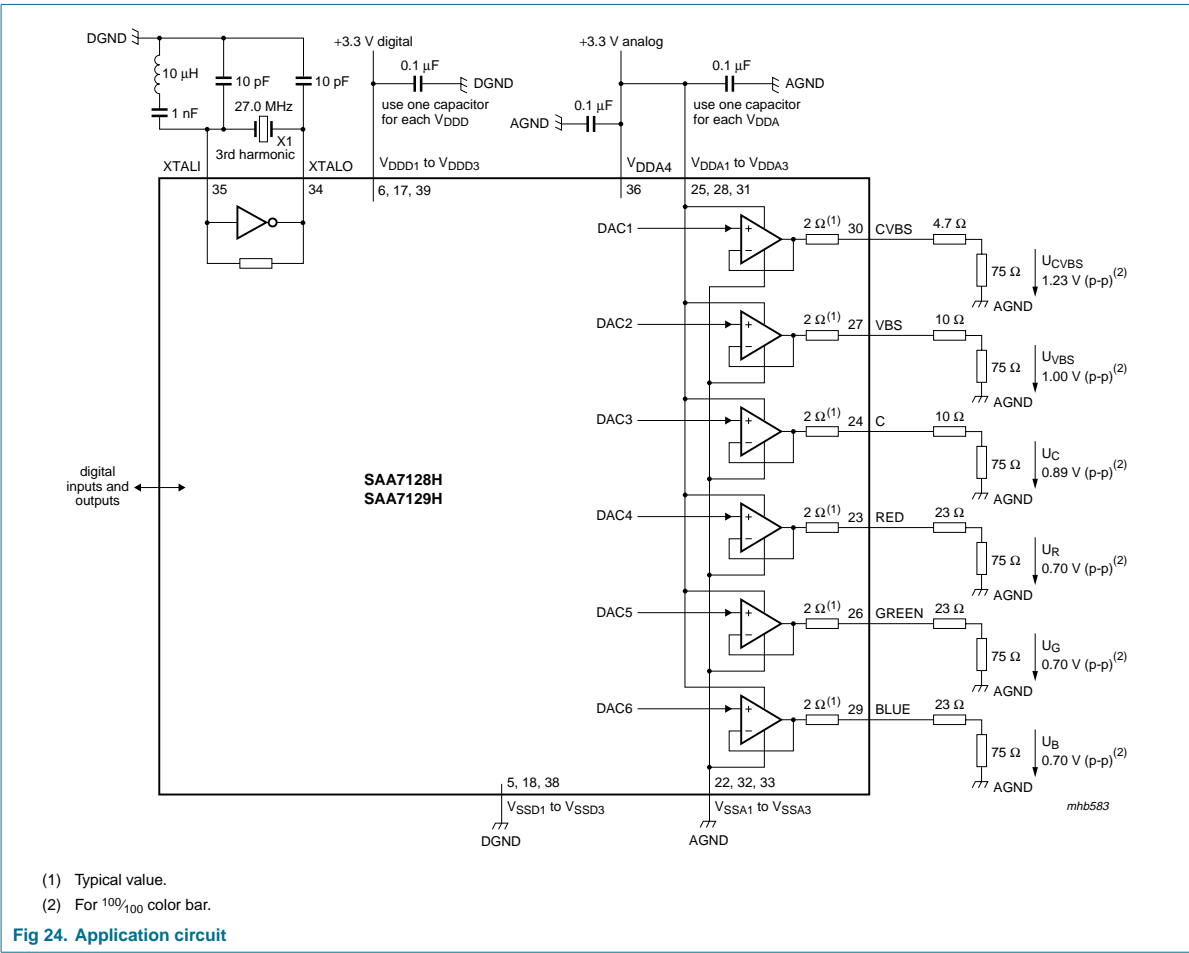 DGND
10 µH
1 nF
10 pF
10 pF
27.0 MHz
X1
3rd harmonic
+3.3 V digital
0.1 µF
DGND
use one capacitor
for each VDDD
+3.3 V analog
0.1 µF
AGND
use one capacitor
for each VDDA
0.1 µF
AGND
XTALI
XTALO
VDDD1 to VDDD3
VDDA4
VDDA1 to VDDA3
35
34
6, 17, 39
36
25, 28, 31
DAC1
+
−
2 Ω(1)
30
CVBS
4.7 Ω
75 Ω
UCVBS
1.23 V (p-p)(2)
AGND
DAC2
+
−
2 Ω(1)
27
VBS
10 Ω
75 Ω
UVBS
1.00 V (p-p)(2)
AGND
DAC3
+
−
2 Ω(1)
24
C
10 Ω
75 Ω
UC
0.89 V (p-p)(2)
AGND
digital
inputs and
outputs
SAA7128H
SAA7129H
DAC4
+
−
2 Ω(1)
23
RED
23 Ω
75 Ω
UR
0.70 V (p-p)(2)
AGND
DAC5
+
−
2 Ω(1)
26
GREEN
23 Ω
75 Ω
UG
0.70 V (p-p)(2)
AGND
DAC6
+
−
2 Ω(1)
29
BLUE
23 Ω
75 Ω
UB
0.70 V (p-p)(2)
AGND
5, 18, 38
22, 32, 33
VSSD1 to VSSD3
VSSA1 to VSSA3
DGND
AGND
mhb583
(1) Typical value.
(2) For 100⁄100 color bar.
Fig 24. Application circuit